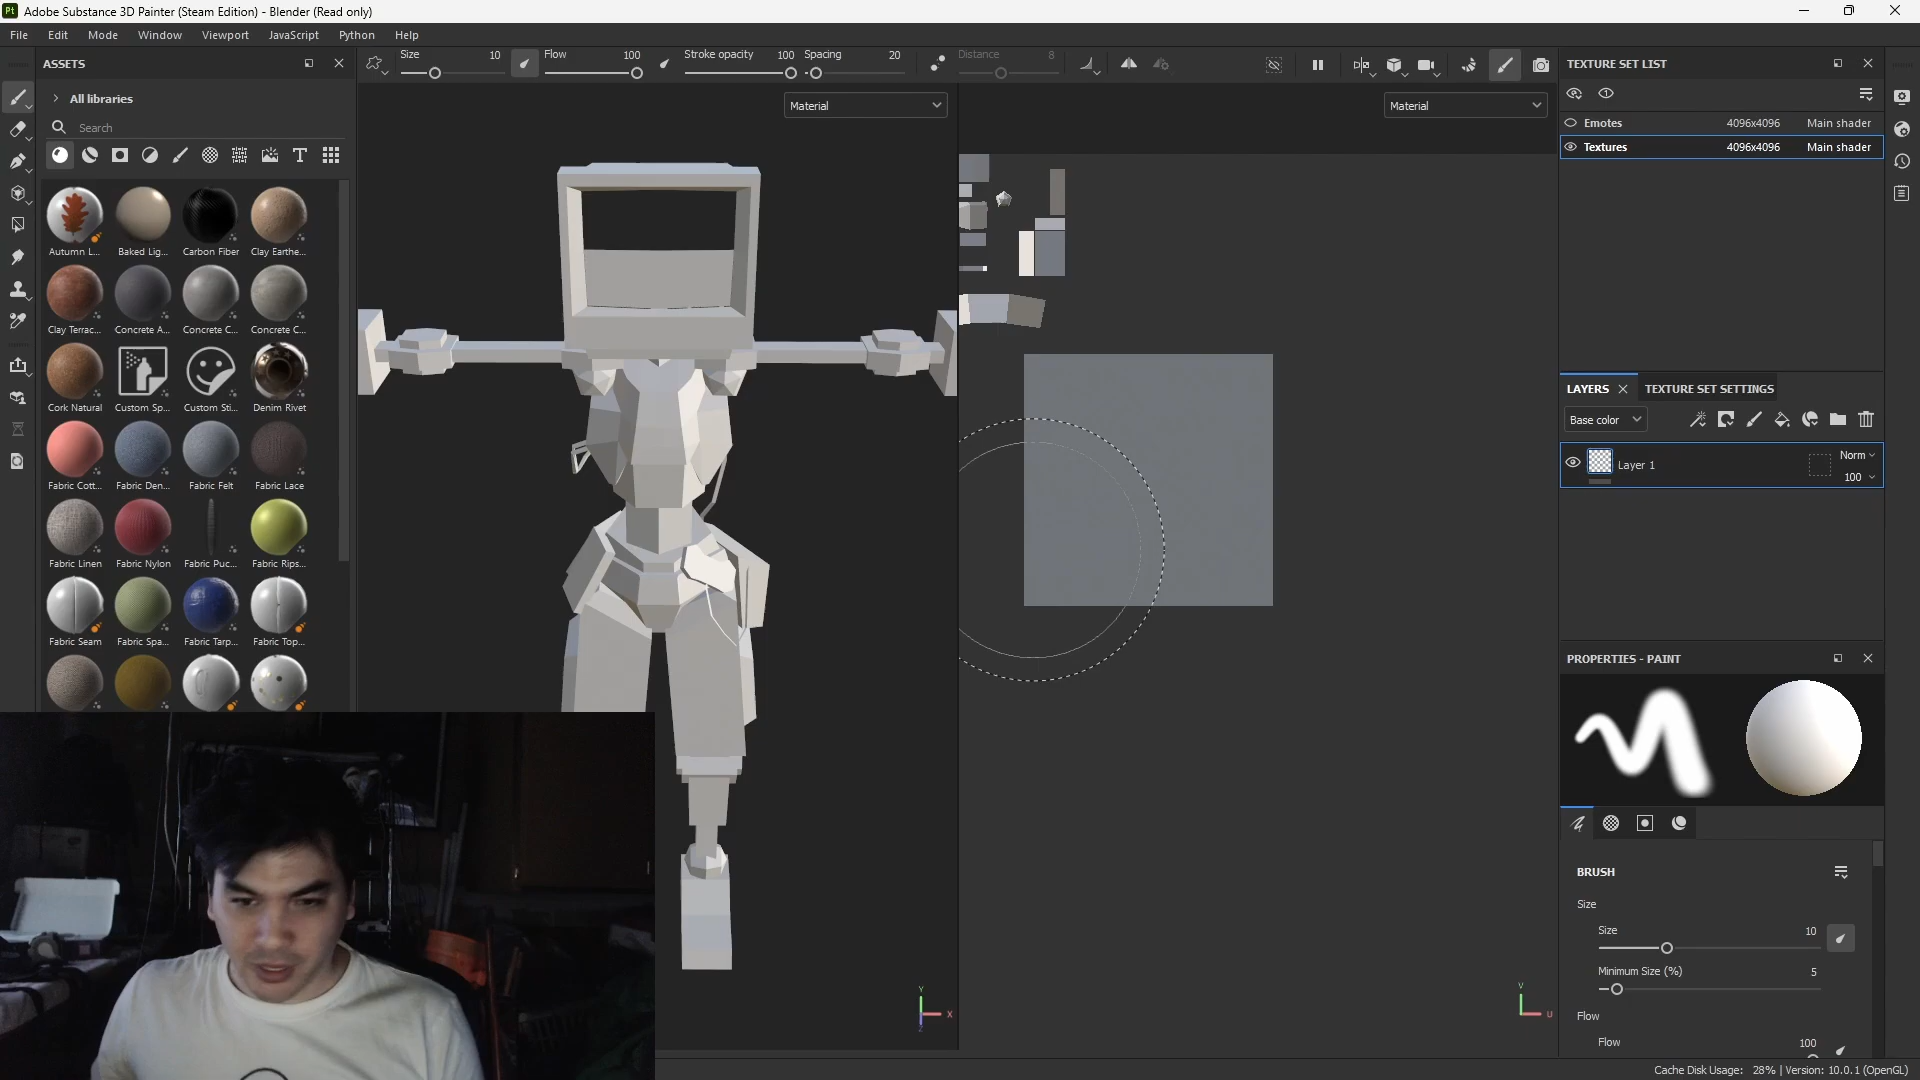 Pt Adobe Substance 3D Painter (Steam Edition) - Blender (Read only)
File Edit Mode Window Viewport JavaScript Python Help
Size 10 Flow 100 Stroke opacity 100 Spacing 20 Distance 8
ASSETS
All libraries
Search
Autumn L... Baked Lig... Carbon Fiber Clay Earthe...
Clay Terrac... Concrete A... Concrete C... Concrete C...
Cork Natural Custom Sp... Custom Sti... Denim Rivet
Fabric Cott... Fabric Den... Fabric Felt Fabric Lace
Fabric Linen Fabric Nylon Fabric Puc... Fabric Rips...
Fabric Seam Fabric Spa... Fabric Tarp... Fabric Top...
Material
Y
X
Z
Material
V
U
TEXTURE SET LIST
Emotes 4096x4096 Main shader
Textures 4096x4096 Main shader
LAYERS TEXTURE SET SETTINGS
Base color
Layer 1 Norm
100
PROPERTIES - PAINT
BRUSH
Size
Size 10
Minimum Size (%) 5
Flow
Flow 100
Cache Disk Usage: 28% | Version: 10.0.1 (OpenGL)